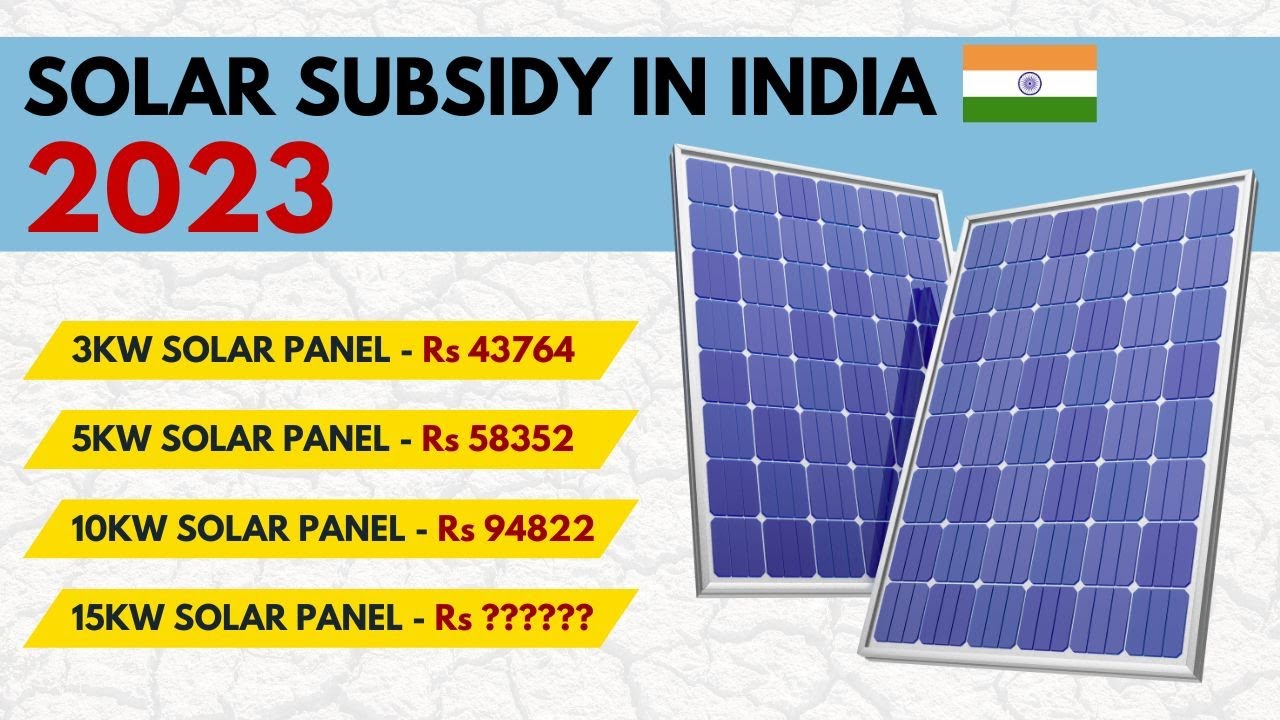 SOLAR SUBSIDY IN INDIA
2023
3KW SOLAR PANEL - Rs 43764
5KW SOLAR PANEL - Rs 58352
10KW SOLAR PANEL - Rs 94822
15KW SOLAR PANEL - Rs ??????